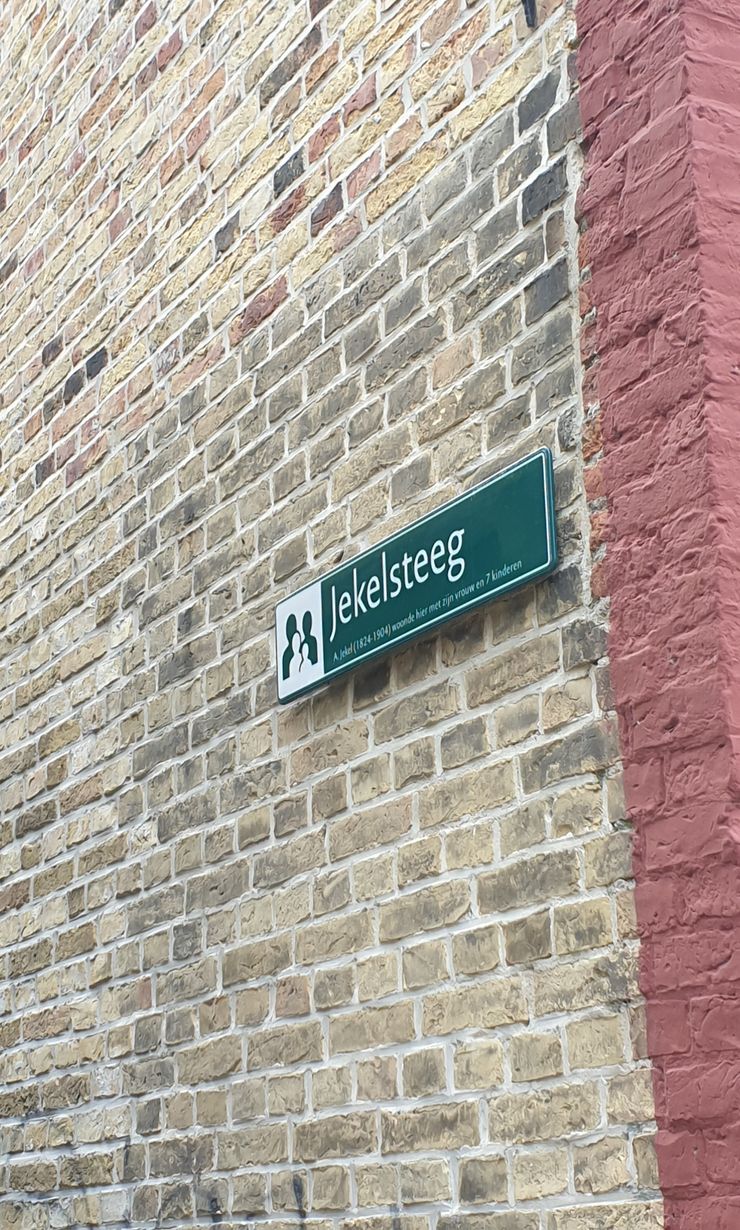 Jekelsteeg
A. Jekel (1824-1904) woonde hier met zijn vrouw en 7 kinderen